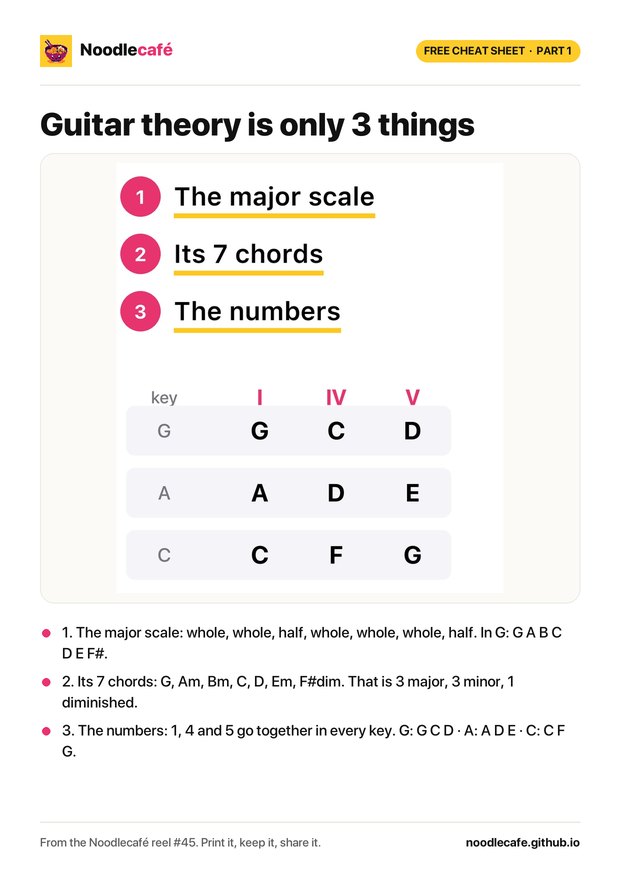 Noodlecafé
FREE CHEAT SHEET · PART 1
Guitar theory is only 3 things
1 The major scale
2 Its 7 chords
3 The numbers
key I IV V
G G C D
A A D E
C C F G
1. The major scale: whole, whole, half, whole, whole, whole, half. In G: G A B C
D E F#.
2. Its 7 chords: G, Am, Bm, C, D, Em, F#dim. That is 3 major, 3 minor, 1
diminished.
3. The numbers: 1, 4 and 5 go together in every key. G: G C D · A: A D E · C: C F
G.
From the Noodlecafé reel #45. Print it, keep it, share it.
noodlecafe.github.io